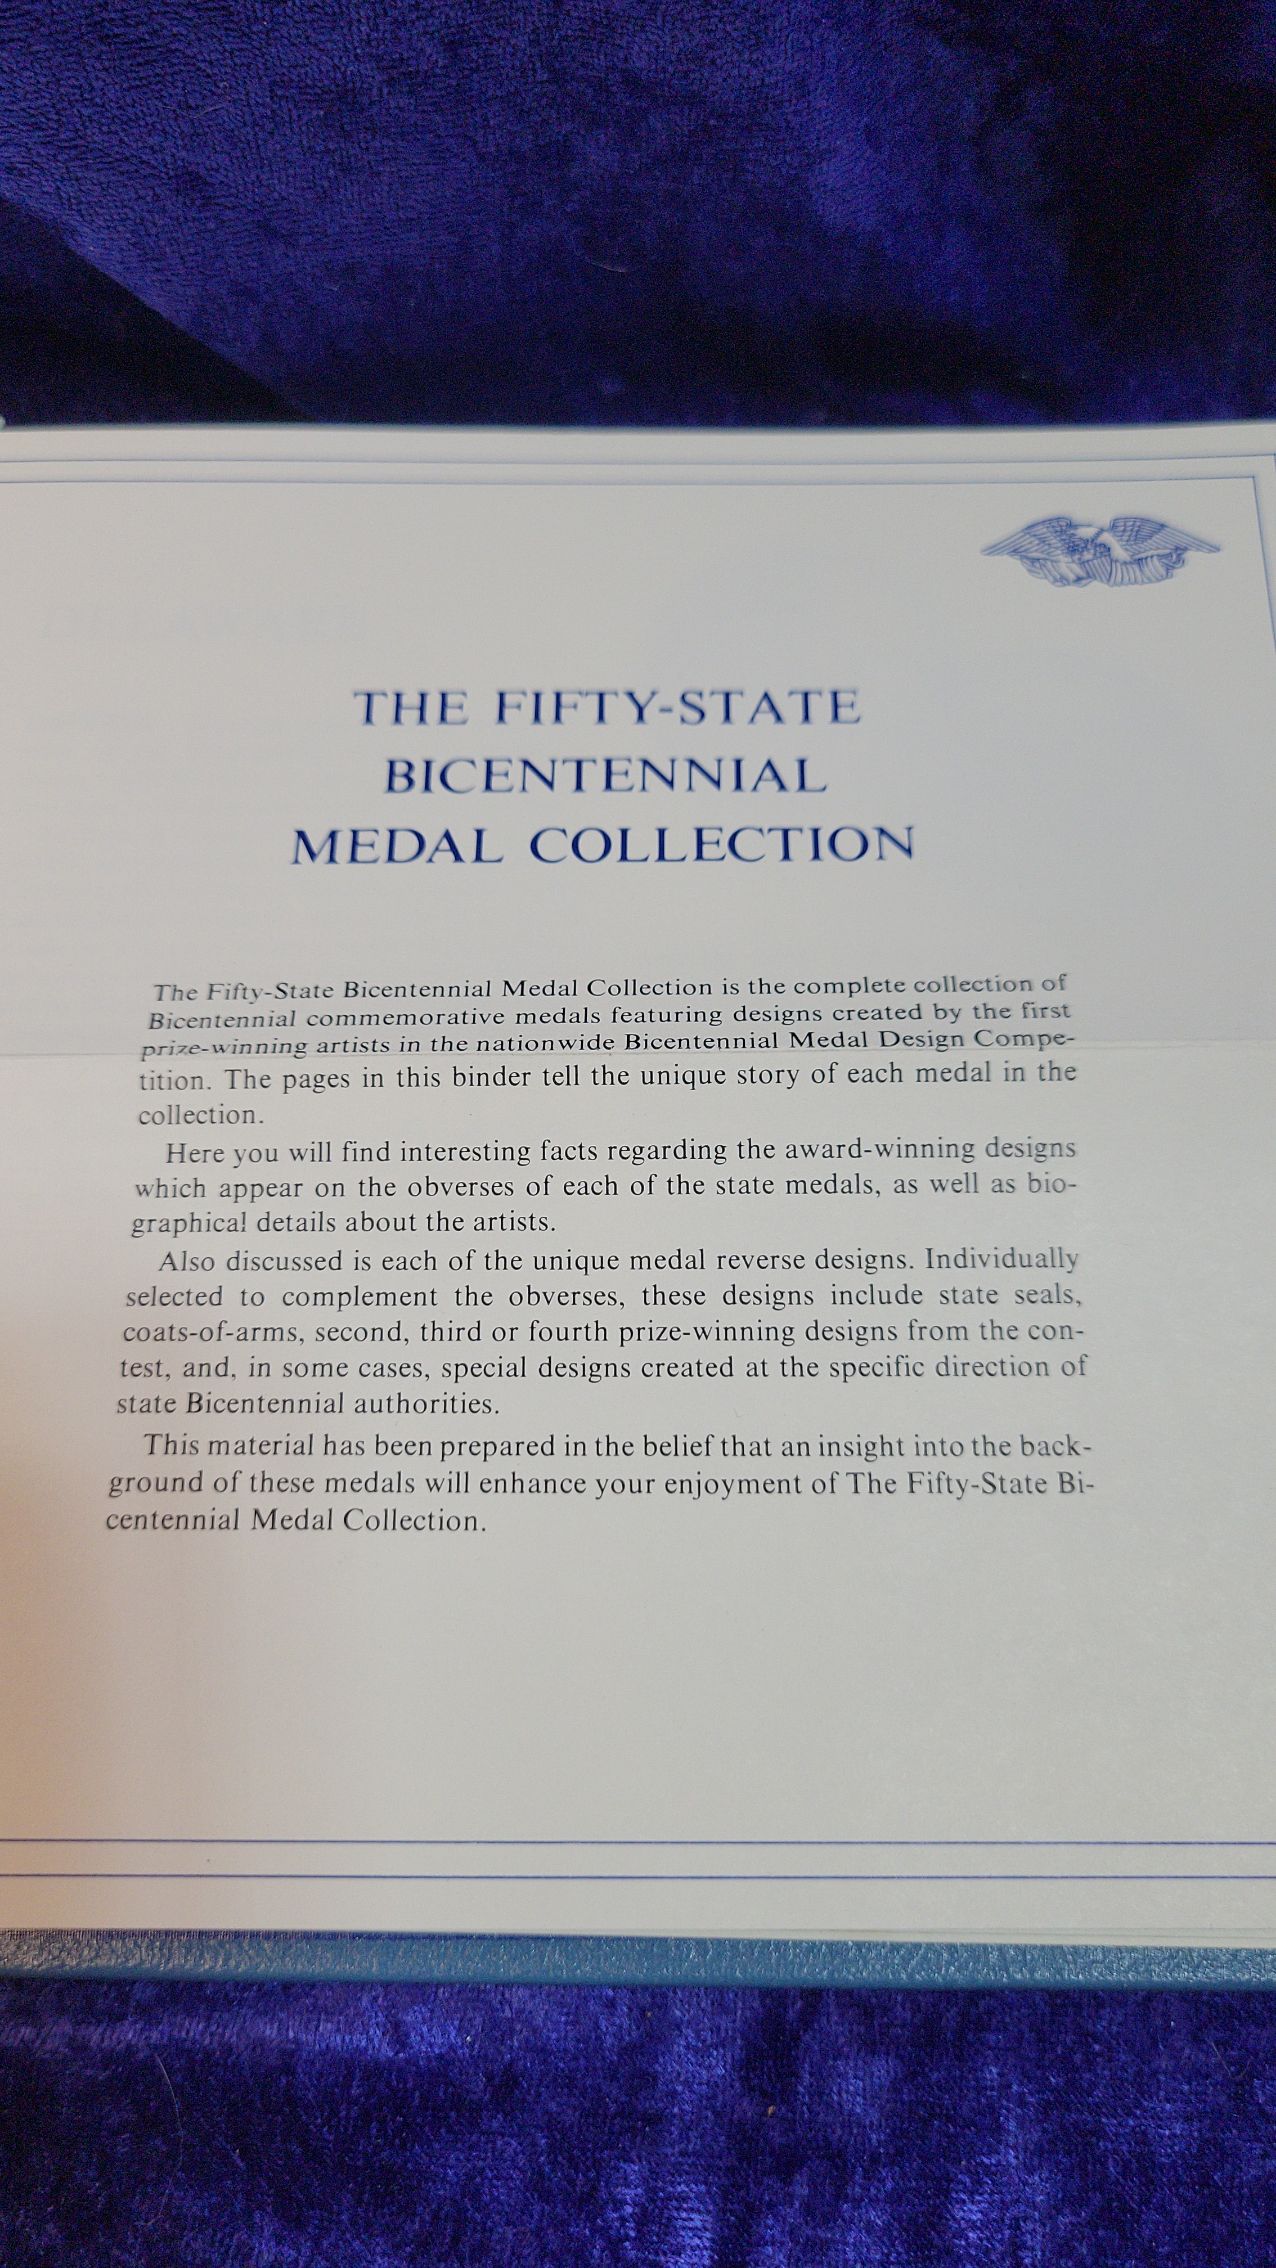 THE FIFTY-STATE
BICENTENNIAL
MEDAL COLLECTION
The Fifty-State Bicentennial Medal Collection is the complete collection of
Bicentennial commemorative medals featuring designs created by the first
prize-winning artists in the nationwide Bicentennial Medal Design Compe-
tition. The pages in this binder tell the unique story of each medal in the
collection.
Here you will find interesting facts regarding the award-winning designs
which appear on the obverses of each of the state medals, as well as bio-
graphical details about the artists.
Also discussed is each of the unique medal reverse designs. Individually
selected to complement the obverses, these designs include state seals,
coats-of-arms, second, third or fourth prize-winning designs from the con-
test, and, in some cases, special designs created at the specific direction of
state Bicentennial authorities.
This material has been prepared in the belief that an insight into the back-
ground of these medals will enhance your enjoyment of The Fifty-State Bi-
centennial Medal Collection.